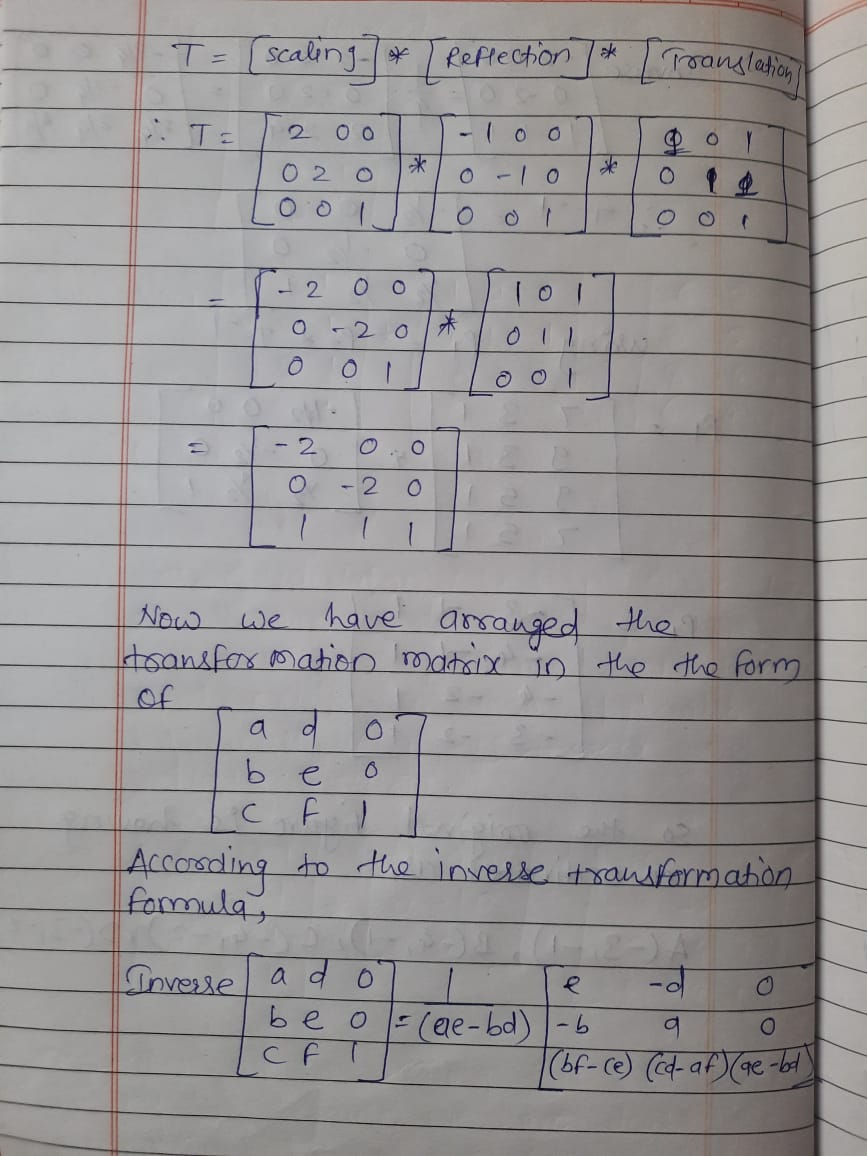 T = [scaling] * [Reflection] * [Translation]
∴ T = [2 0 0 * [-1 0 0 * [1 0 1
0 2 0 0 -1 0 0 1 1
0 0 1] 0 0 1] 0 0 1]
= [-2 0 0 * [1 0 1
0 -2 0 0 1 1
0 0 1] 0 0 1]
= [-2 0 0
0 -2 0
1 1 1]
Now we have arranged the
transformation matrix in the the form
of
[a d 0
b e 0
c f 1]
According to the inverse transformation
formula,
Inverse [a d 0 1 [e -d 0
b e 0 = (ae-bd) -b a 0
c f 1] (bf-ce) (cd-af) (ae-bd)]